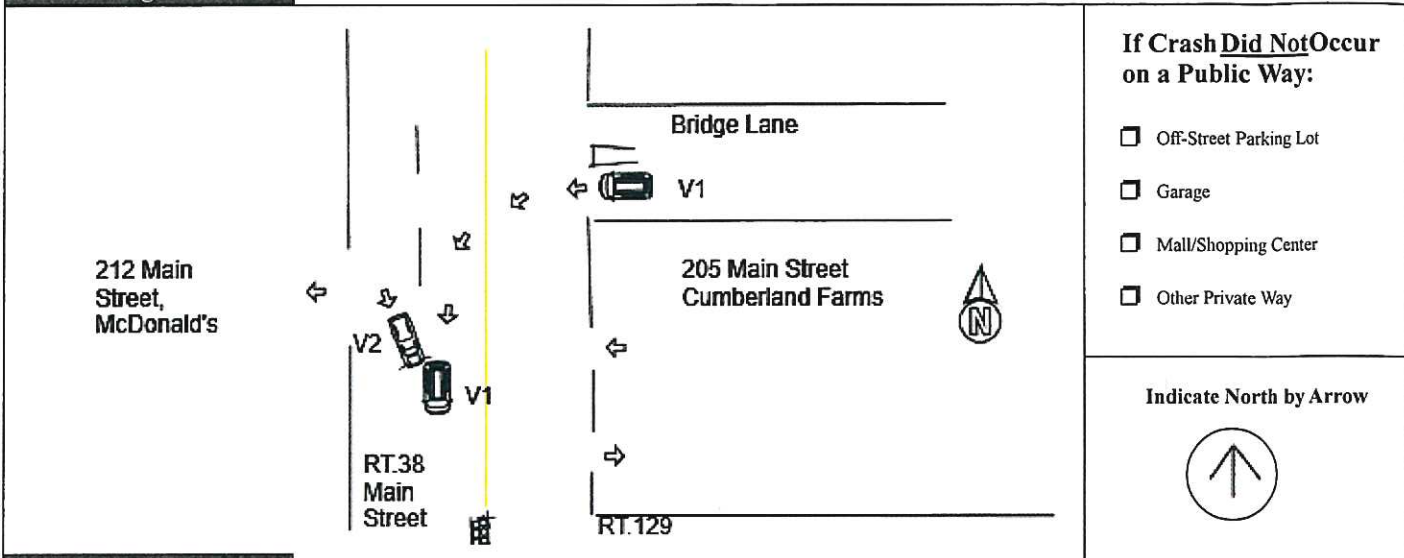 Bridge Lane
V1
212 Main
Street,
McDonald's
205 Main Street
Cumberland Farms
N
V2
V1
RT.38
Main
Street
RT.129
If Crash Did NotOccur
on a Public Way:
Off-Street Parking Lot
Garage
Mall/Shopping Center
Other Private Way
Indicate North by Arrow